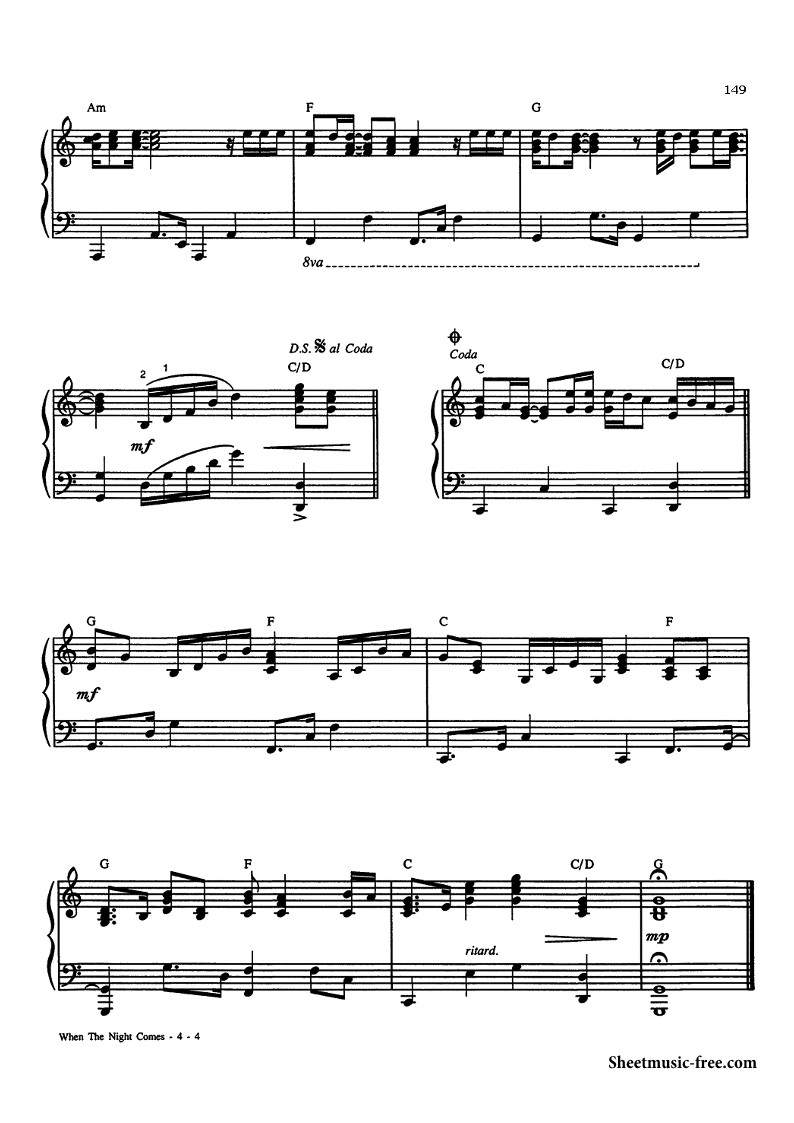 149
Am F G
8va
D.S. 𝄋 al Coda
Coda
2 1 C/D C C/D
mf
G F C F
mf
G F C C/D G
ritard.
mp
When The Night Comes - 4 - 4
Sheetmusic-free.com